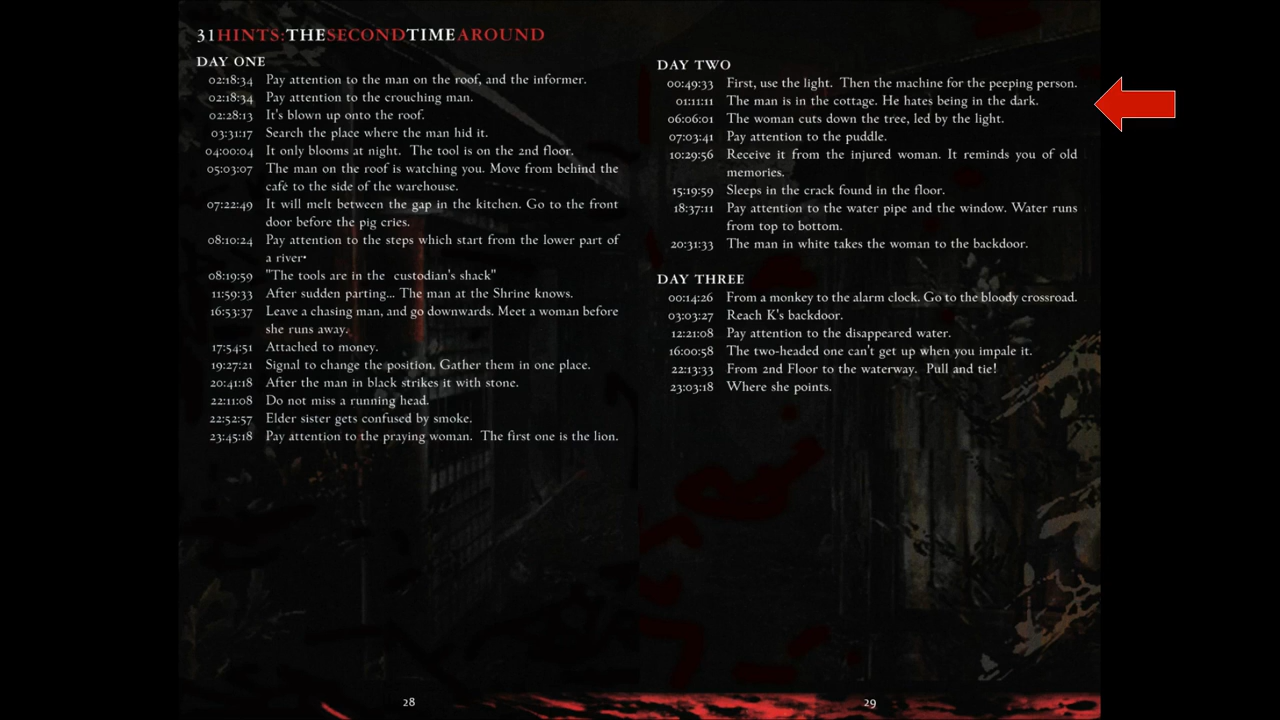 31HINTS:THESECONDTIMEAROUND
DAY ONE
02:18:34 Pay attention to the man on the roof, and the informer.
02:18:34 Pay attention to the crouching man.
02:28:13 It's blown up onto the roof.
03:31:17 Search the place where the man hid it.
04:00:04 It only blooms at night. The tool is on the 2nd floor.
05:03:07 The man on the roof is watching you. Move from behind the
café to the side of the warehouse.
07:22:49 It will melt between the gap in the kitchen. Go to the front
door before the pig cries.
08:10:24 Pay attention to the steps which start from the lower part of
a river.
08:19:59 "The tools are in the custodian's shack"
11:59:33 After sudden parting... The man at the Shrine knows.
16:53:37 Leave a chasing man, and go downwards. Meet a woman before
she runs away.
17:54:51 Attached to money.
19:27:21 Signal to change the position. Gather them in one place.
20:41:18 After the man in black strikes it with stone.
22:11:08 Do not miss a running head.
22:52:57 Elder sister gets confused by smoke.
23:45:18 Pay attention to the praying woman. The first one is the lion.
28
DAY TWO
00:49:33 First, use the light. Then the machine for the peeping person.
01:11:11 The man is in the cottage. He hates being in the dark.
06:06:01 The woman cuts down the tree, led by the light.
07:03:41 Pay attention to the puddle.
10:29:56 Receive it from the injured woman. It reminds you of old
memories.
15:19:59 Sleeps in the crack found in the floor.
18:37:11 Pay attention to the water pipe and the window. Water runs
from top to bottom.
20:31:33 The man in white takes the woman to the backdoor.
DAY THREE
00:14:26 From a monkey to the alarm clock. Go to the bloody crossroad.
03:03:27 Reach K's backdoor.
12:21:08 Pay attention to the disappeared water.
16:00:58 The two-headed one can't get up when you impale it.
22:13:33 From 2nd Floor to the waterway. Pull and tie!
23:03:18 Where she points.
29